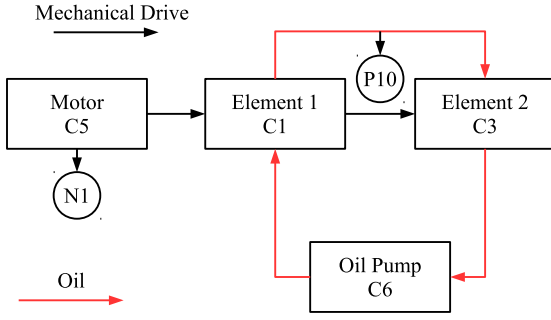 Mechanical Drive
P10
Motor
C5
Element 1
C1
Element 2
C3
N1
Oil
Oil Pump
C6